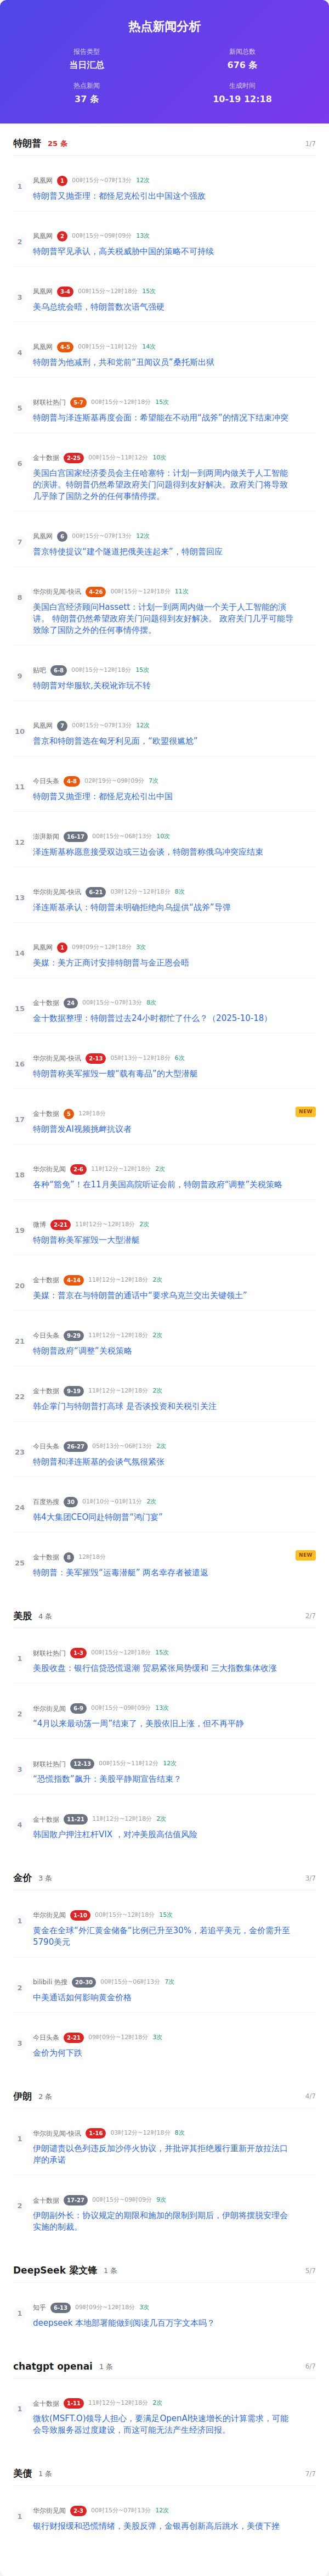 热点新闻分析
报告类型 新闻总数
当日汇总 676 条
热点新闻 生成时间
37 条 10-19 12:18
特朗普 25 条 1/7
凤凰网 1 00时15分~07时13分 12次
1
特朗普又抛歪理：都怪尼克松引出中国这个强敌
凤凰网 2 00时15分~09时09分 13次
2
特朗普罕见承认，高关税威胁中国的策略不可持续
凤凰网 3-4 00时15分~12时18分 15次
3
美乌总统会晤，特朗普数次语气强硬
凤凰网 4-5 00时15分~11时12分 14次
4
特朗普为他减刑，共和党前“丑闻议员”桑托斯出狱
财联社热门 5-7 00时15分~12时18分 15次
5
特朗普与泽连斯基再度会面：希望能在不动用“战斧”的情况下结束冲突
金十数据 2-25 00时15分~11时12分 10次
6
美国白宫国家经济委员会主任哈塞特：计划一到两周内做关于人工智能
的演讲。特朗普仍然希望政府关门问题得到友好解决。政府关门将导致
几乎除了国防之外的任何事情停摆。
凤凰网 6 00时15分~07时13分 12次
7
普京特使提议“建个隧道把俄美连起来”，特朗普回应
华尔街见闻-快讯 4-26 00时15分~12时18分 11次
8
美国白宫经济顾问Hassett：计划一到两周内做一个关于人工智能的演
讲。 特朗普仍然希望政府关门问题得到友好解决。 政府关门几乎可能导
致除了国防之外的任何事情停摆。
贴吧 6-8 00时15分~12时18分 15次
9
特朗普对华服软,关税讹诈玩不转
凤凰网 7 00时15分~07时13分 12次
10
普京和特朗普选在匈牙利见面，“欧盟很尴尬”
今日头条 4-8 02时19分~09时09分 7次
11
特朗普又抛歪理：都怪尼克松引出中国
澎湃新闻 16-17 00时15分~06时13分 10次
12
泽连斯基称愿意接受双边或三边会谈，特朗普称俄乌冲突应结束
华尔街见闻-快讯 6-21 03时12分~12时18分 8次
13
泽连斯基承认：特朗普未明确拒绝向乌提供“战斧”导弹
凤凰网 1 09时09分~12时18分 3次
14
美媒：美方正商讨安排特朗普与金正恩会晤
金十数据 24 00时15分~07时13分 8次
15
金十数据整理：特朗普过去24小时都忙了什么？（2025-10-18）
华尔街见闻-快讯 2-13 05时13分~12时18分 6次
16
特朗普称美军摧毁一艘“载有毒品”的大型潜艇
金十数据 5 12时18分 NEW
17
特朗普发AI视频挑衅抗议者
华尔街见闻 2-6 11时12分~12时18分 2次
18
各种“豁免”！在11月美国高院听证会前，特朗普政府“调整”关税策略
微博 2-21 11时12分~12时18分 2次
19
特朗普称美军摧毁一大型潜艇
金十数据 4-14 11时12分~12时18分 2次
20
美媒：普京在与特朗普的通话中“要求乌克兰交出关键领土”
今日头条 9-29 11时12分~12时18分 2次
21
特朗普政府“调整”关税策略
金十数据 9-19 11时12分~12时18分 2次
22
韩企掌门与特朗普打高球 是否谈投资和关税引关注
今日头条 26-27 05时13分~06时13分 2次
23
特朗普和泽连斯基的会谈气氛很紧张
百度热搜 30 01时10分~01时11分 2次
24
韩4大集团CEO同赴特朗普“鸿门宴”
金十数据 8 12时18分 NEW
25
特朗普：美军摧毁“运毒潜艇” 两名幸存者被遣返
美股 4 条 2/7
财联社热门 1-3 00时15分~12时18分 15次
1
美股收盘：银行信贷恐慌退潮 贸易紧张局势缓和 三大指数集体收涨
华尔街见闻 6-9 00时15分~09时09分 13次
2
“4月以来最动荡一周”结束了，美股依旧上涨，但不再平静
财联社热门 12-13 00时15分~11时12分 12次
3
“恐慌指数”飙升：美股平静期宣告结束？
金十数据 11-21 11时12分~12时18分 2次
4
韩国散户押注杠杆VIX ，对冲美股高估值风险
金价 3 条 3/7
华尔街见闻 1-10 00时15分~12时18分 15次
1
黄金在全球“外汇黄金储备”比例已升至30%，若追平美元，金价需升至
5790美元
bilibili 热搜 20-30 00时15分~06时13分 7次
2
中美通话如何影响黄金价格
今日头条 2-21 09时09分~12时18分 3次
3
金价为何下跌
伊朗 2 条 4/7
华尔街见闻-快讯 1-16 03时12分~12时18分 8次
1
伊朗谴责以色列违反加沙停火协议，并批评其拒绝履行重新开放拉法口
岸的承诺
金十数据 17-27 00时15分~09时09分 9次
2
伊朗副外长：协议规定的期限和施加的限制到期后，伊朗将摆脱安理会
实施的制裁。
DeepSeek 梁文锋 1 条 5/7
知乎 6-13 09时09分~12时18分 3次
1
deepseek 本地部署能做到阅读几百万字文本吗？
chatgpt openai 1 条 6/7
金十数据 1-11 11时12分~12时18分 2次
1
微软(MSFT.O)领导人担心，要满足OpenAI快速增长的计算需求，可能
会导致服务器过度建设，而这可能无法产生经济回报。
美债 1 条 7/7
华尔街见闻 2-3 00时15分~07时13分 12次
1
银行财报缓和恐慌情绪，美股反弹，金银再创新高后跳水，美债下挫